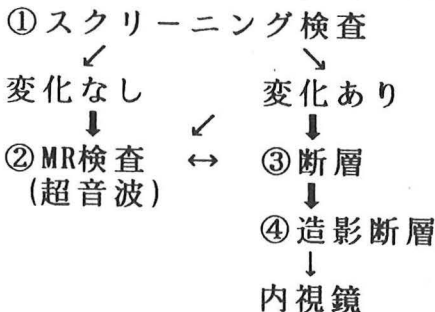 ①スクリーニング検査
↙ ↘
変化なし 変化あり
⬇ ↙ ⬇
②MR検査 ↔ ③断層
(超音波) ⬇
④造影断層
↓
内視鏡